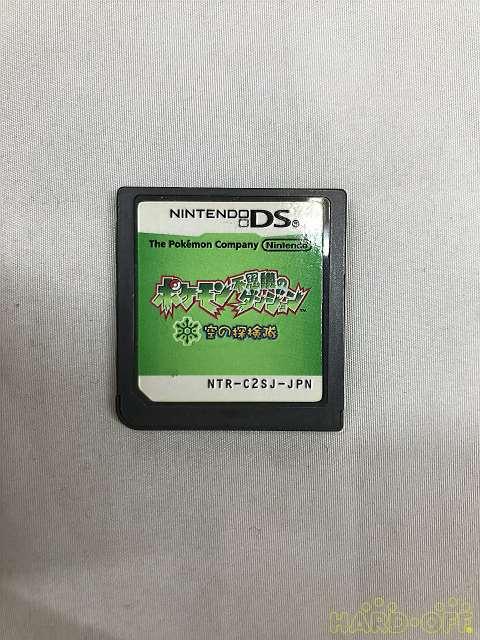 NINTENDO DS
The Pokémon Company Nintendo
ポケモン不思議のダンジョン
空の探検隊
NTR-C2SJ-JPN
HARD-OFF